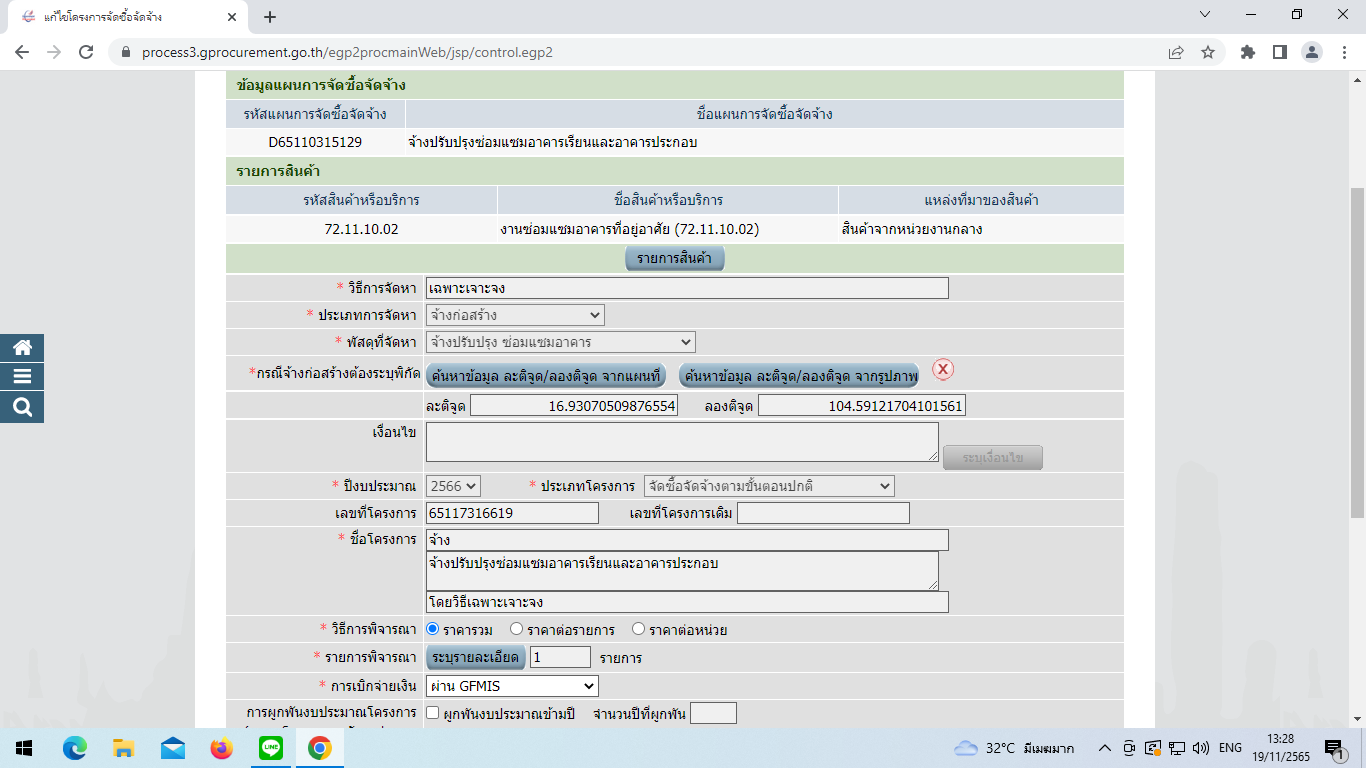 แก้ไขโครงการจัดซื้อจัดจ้าง
process3.gprocurement.go.th/egp2procmainWeb/jsp/control.egp2
ข้อมูลแผนการจัดซื้อจัดจ้าง
รหัสแผนการจัดซื้อจัดจ้าง ชื่อแผนการจัดซื้อจัดจ้าง
D65110315129 จ้างปรับปรุงซ่อมแซมอาคารเรียนและอาคารประกอบ
รายการสินค้า
รหัสสินค้าหรือบริการ ชื่อสินค้าหรือบริการ แหล่งที่มาของสินค้า
72.11.10.02 งานซ่อมแซมอาคารที่อยู่อาศัย (72.11.10.02) สินค้าจากหน่วยงานกลาง
รายการสินค้า
* วิธีการจัดหา เฉพาะเจาะจง
* ประเภทการจัดหา จ้างก่อสร้าง
* พัสดุที่จัดหา จ้างปรับปรุง ซ่อมแซมอาคาร
*กรณีจ้างก่อสร้างต้องระบุพิกัด ค้นหาข้อมูล ละติจูด/ลองติจูด จากแผนที่ ค้นหาข้อมูล ละติจูด/ลองติจูด จากรูปภาพ X
ละติจูด 16.93070509876554 ลองติจูด 104.59121704101561
เงื่อนไข ระบุเงื่อนไข
* ปีงบประมาณ 2566 * ประเภทโครงการ จัดซื้อจัดจ้างตามขั้นตอนปกติ
เลขที่โครงการ 65117316619 เลขที่โครงการเดิม
* ชื่อโครงการ จ้าง
จ้างปรับปรุงซ่อมแซมอาคารเรียนและอาคารประกอบ
โดยวิธีเฉพาะเจาะจง
* วิธีการพิจารณา ราคารวม ราคาต่อรายการ ราคาต่อหน่วย
* รายการพิจารณา ระบุรายละเอียด 1 รายการ
* การเบิกจ่ายเงิน ผ่าน GFMIS
การผูกพันงบประมาณโครงการ ผูกพันงบประมาณข้ามปี จำนวนปีที่ผูกพัน
LINE 32°C มีเมฆมาก ENG 13:28
19/11/2565 1